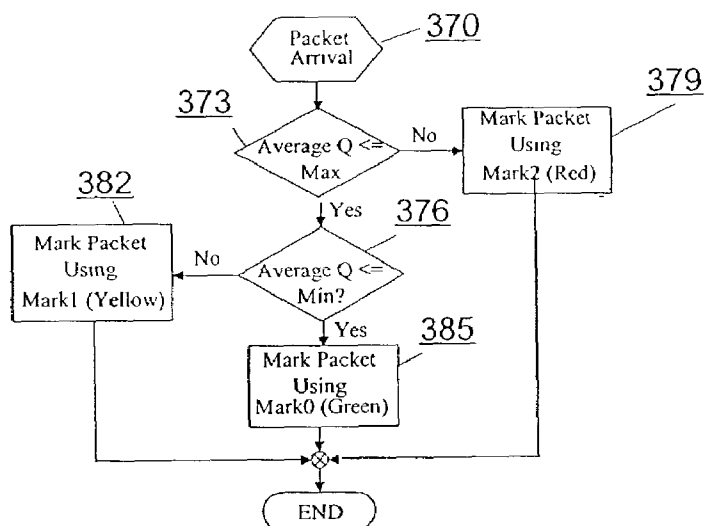 Packet
Arrival
370
373
Average Q <=
Max
No
Mark Packet
Using
Mark2 (Red)
379
Yes
382
Mark Packet
Using
Mark1 (Yellow)
No
Average Q <=
Min?
376
Yes
Mark Packet
Using
Mark0 (Green)
385
END